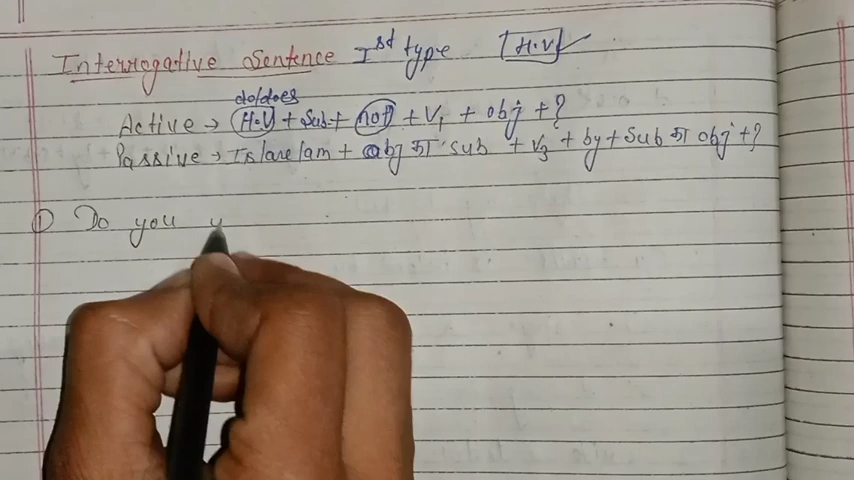 Interrogative Sentence Ist type [H.V]
do/does
Active → H.V + Sub + not + V1 + obj + ?
Passive → Is/are/am + obj का sub + V3 + by + Sub का obj + ?
① Do you